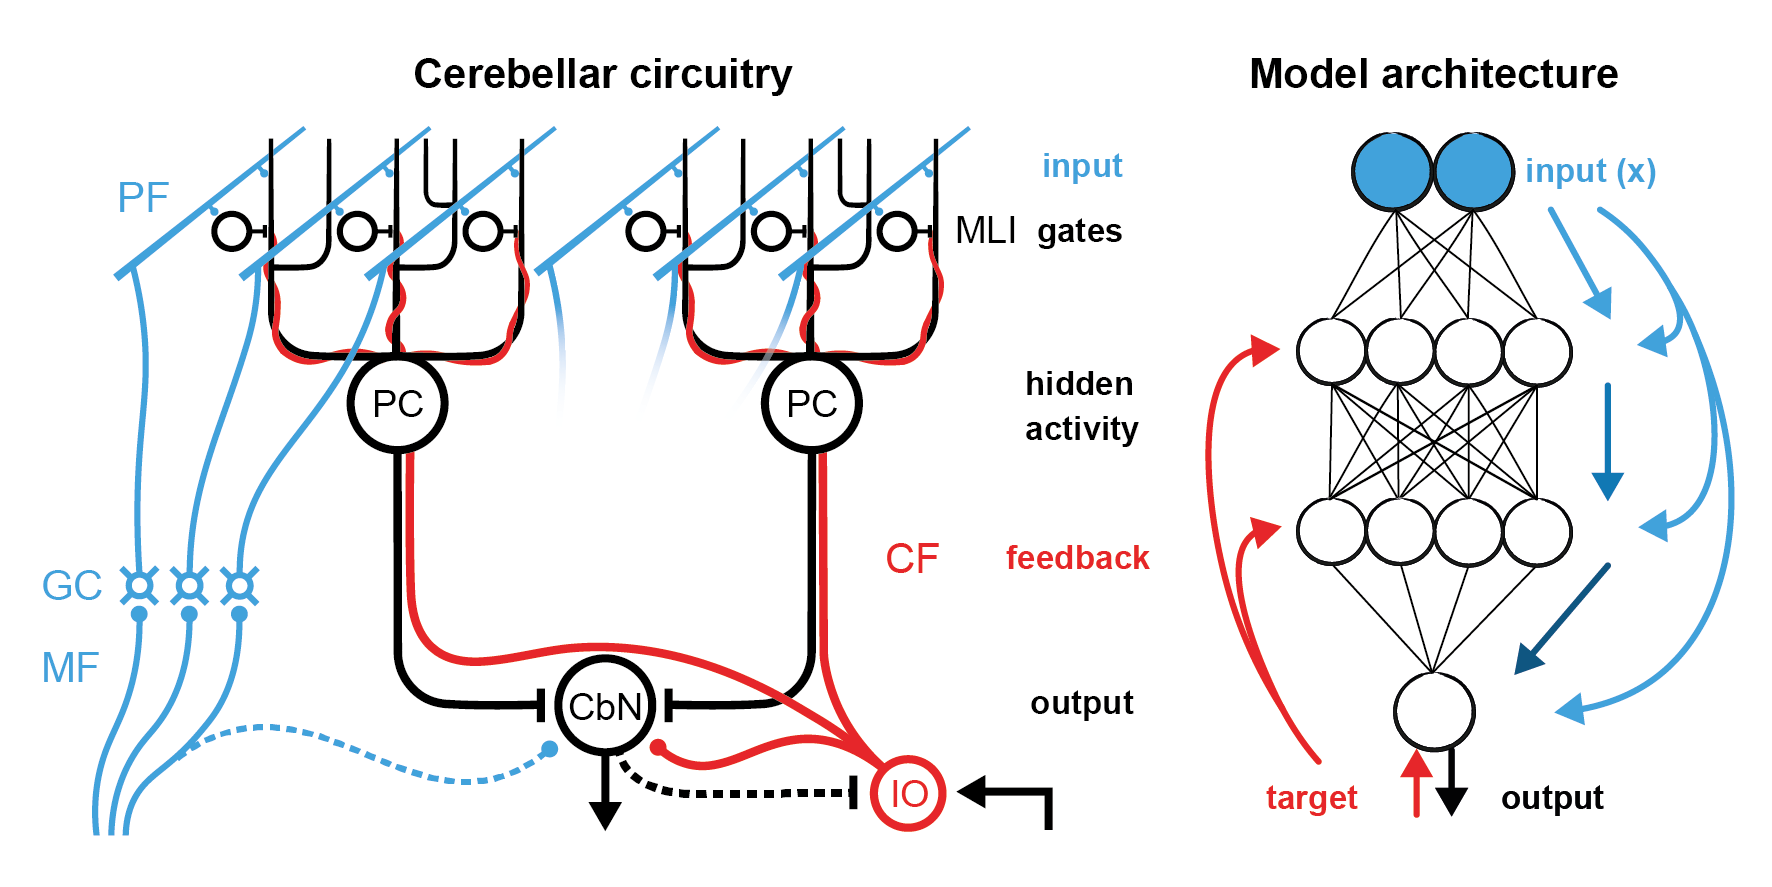 Cerebellar circuitry
Model architecture
PF
input
input (x)
MLI gates
PC
PC
hidden
activity
GC
CF
feedback
MF
CbN
output
IO
target
output